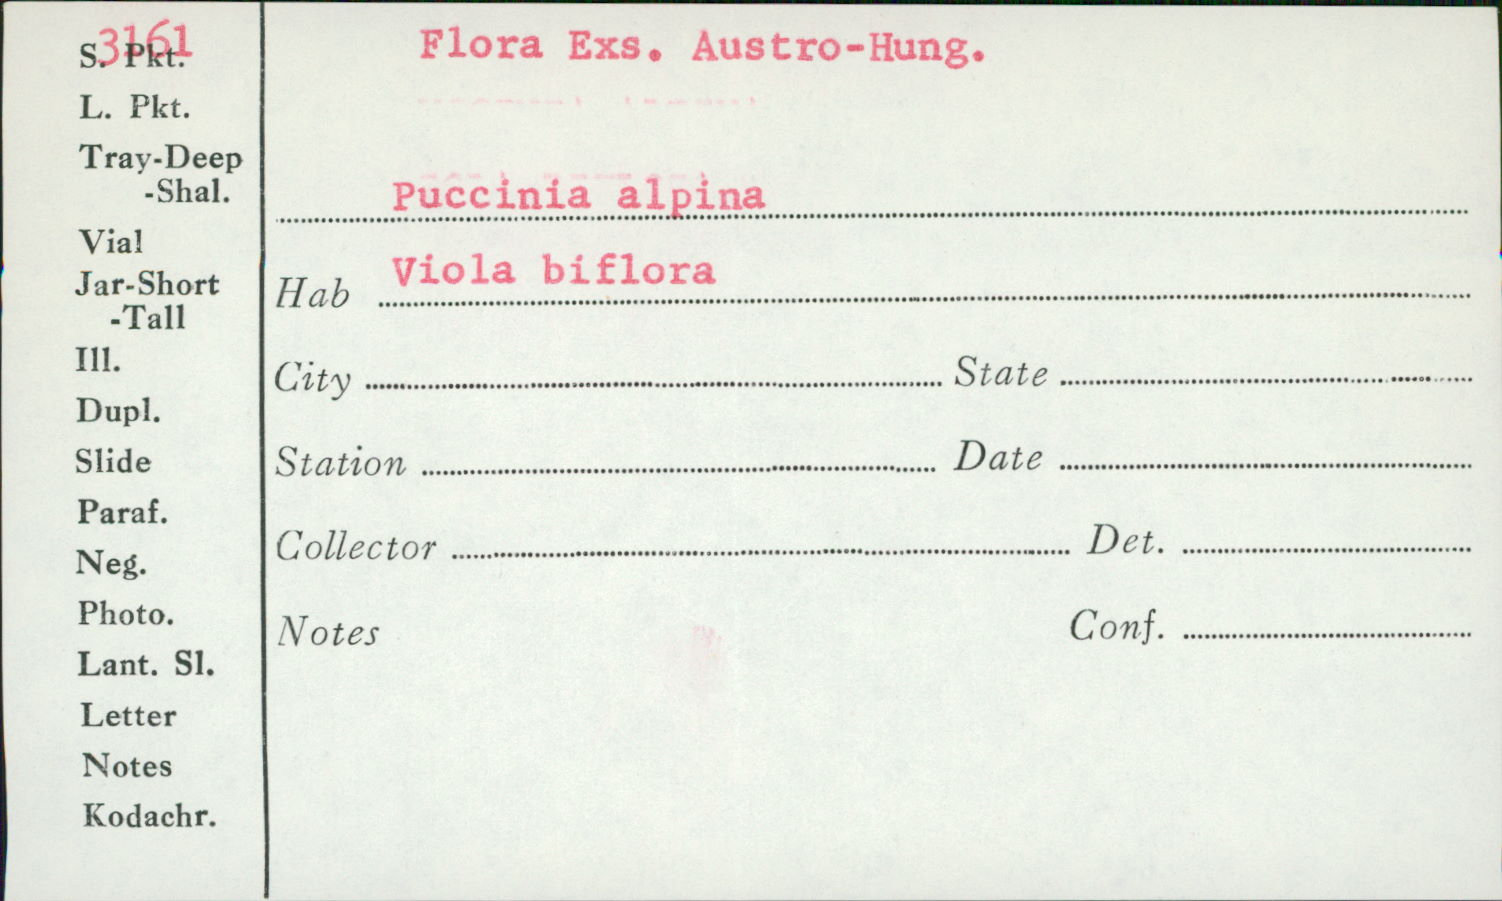 3161
Flora Exs. Austro-Hung.
S. Pkt.
L. Pkt.
Tray-Deep
-Shal.
Vial
Jar-Short
-Tall
Ill.
Dupl.
Slide
Paraf.
Neg.
Photo.
Lant. Sl.
Letter
Notes
Kodachr.
Puccinia alpina
Hab Viola biflora
City State
Station Date
Collector Det.
Notes Conf.